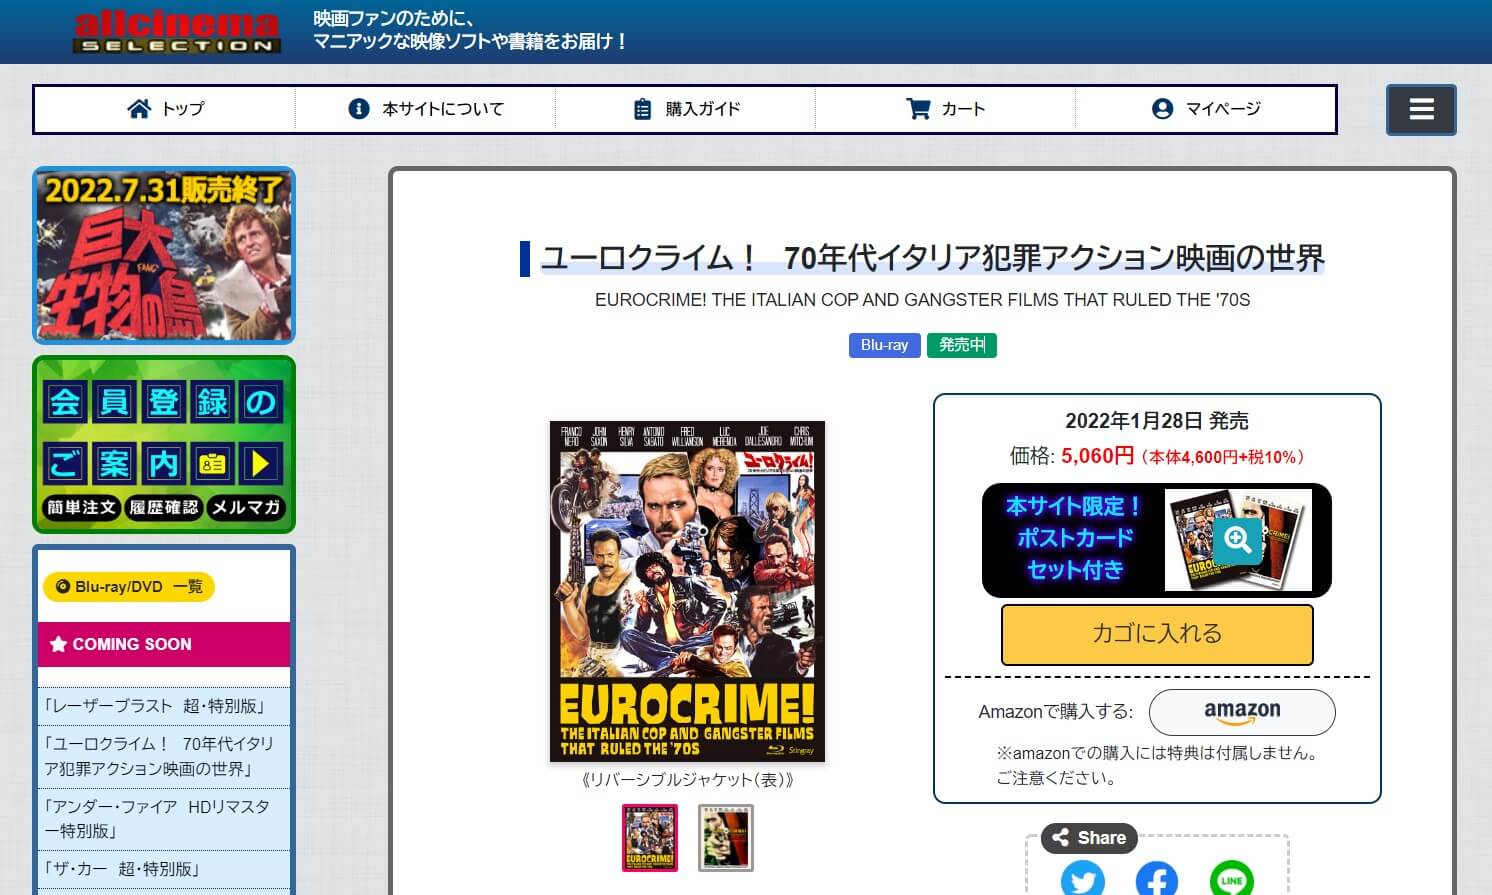 allcinema
SELECTION
映画ファンのために、
マニアックな映像ソフトや書籍をお届け！
トップ
本サイトについて
購入ガイド
カート
マイページ
2022.7.31販売終了
巨大
FANGS
生物の島
会員登録の
ご案内
簡単注文
履歴確認
メルマガ
Blu-ray/DVD 一覧
COMING SOON
「レーザーブラスト 超・特別版」
「ユーロクライム！ 70年代イタリ
ア犯罪アクション映画の世界」
「アンダー・ファイア HDリマスタ
ー特別版」
「ザ・カー 超・特別版」
ユーロクライム！ 70年代イタリア犯罪アクション映画の世界
EUROCRIME! THE ITALIAN COP AND GANGSTER FILMS THAT RULED THE '70S
Blu-ray
発売中
FRANCO NERO
JOHN SAXON
HENRY SILVA
ANTONIO SABATO
FRED WILLIAMSON
LUC MERENDA
JOE DALLESANDRO
CHRIS MITCHUM
ユーロクライム！
EUROCRIME!
THE ITALIAN COP AND GANGSTER FILMS
THAT RULED THE '70S
Blu-ray
Stingray
《リバーシブルジャケット（表）》
2022年1月28日 発売
価格: 5,060円（本体4,600円+税10%）
本サイト限定！
ポストカード
セット付き
カゴに入れる
Amazonで購入する:
amazon
※amazonでの購入には特典は付属しません。
ご注意ください。
Share
LINE